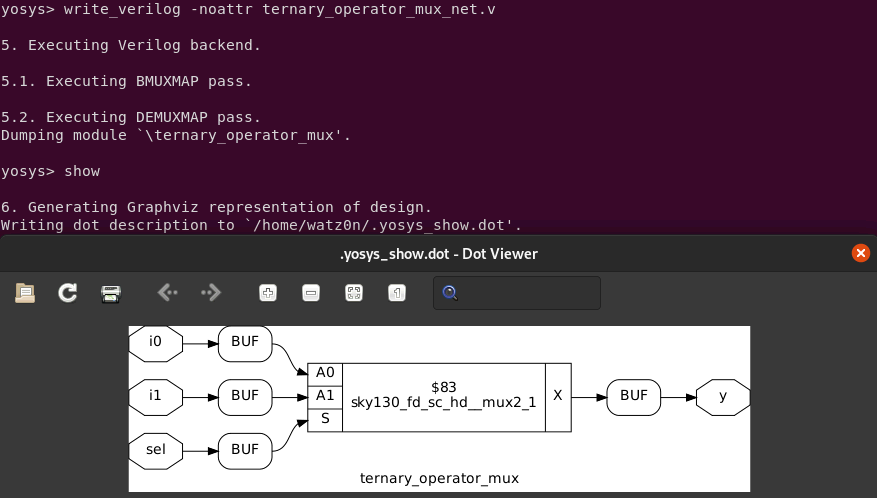 yosys> write_verilog -noattr ternary_operator_mux_net.v
5. Executing Verilog backend.
5.1. Executing BMUXMAP pass.
5.2. Executing DEMUXMAP pass.
Dumping module `\ternary_operator_mux'.
yosys> show
6. Generating Graphviz representation of design.
Writing dot description to `/home/watz0n/.yosys_show.dot'.
.yosys_show.dot - Dot Viewer
1
i0
BUF
A0
i1
BUF
A1
$83
sky130_fd_sc_hd__mux2_1
X
BUF
y
sel
BUF
S
ternary_operator_mux